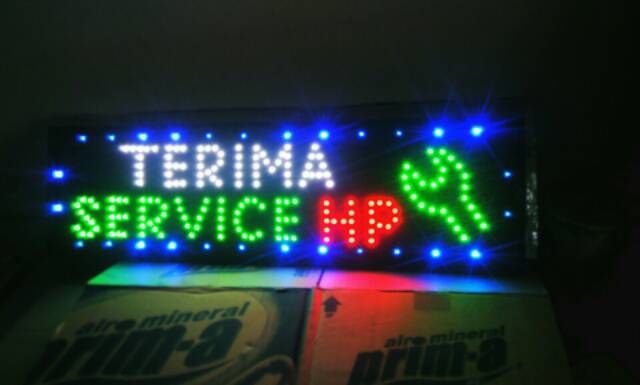 TERIMA
SERVICE HP
aire mineral
prim-a
aire mineral
prim-a